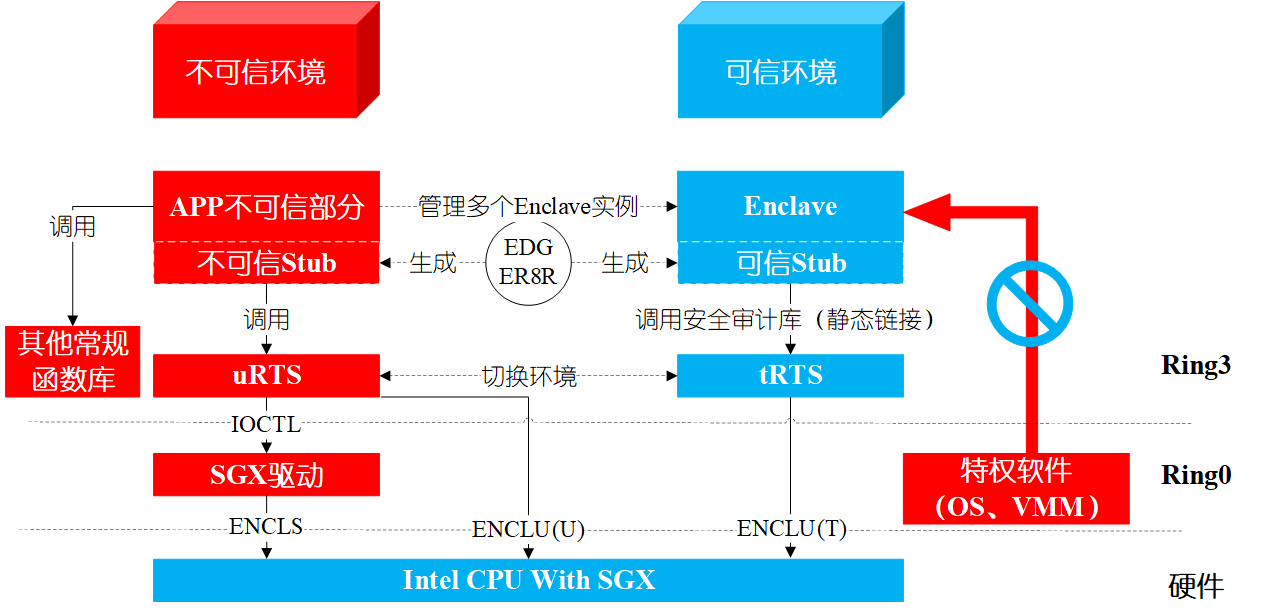 不可信环境
可信环境
APP不可信部分
管理多个Enclave实例
Enclave
调用
不可信Stub
生成
EDG
ER8R
生成
可信Stub
调用
调用安全审计库（静态链接）
其他常规
函数库
uRTS
切换环境
tRTS
Ring3
IOCTL
SGX驱动
特权软件
（OS、VMM）
Ring0
ENCLS
ENCLU(U)
ENCLU(T)
Intel CPU With SGX
硬件